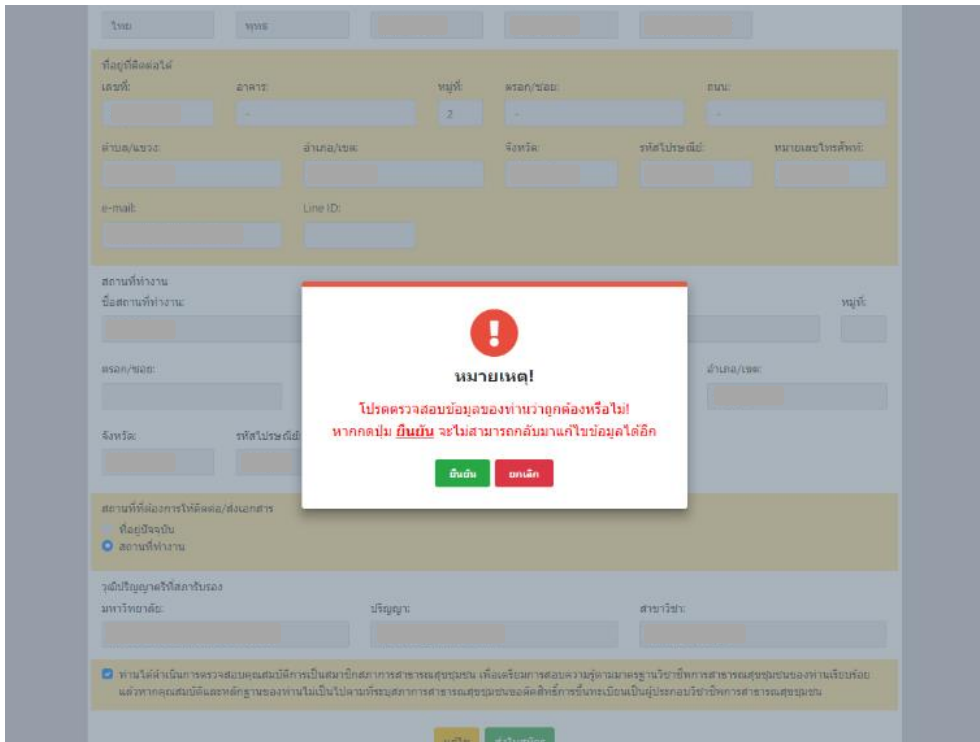 ไทย พุทธ
ที่อยู่ที่ติดต่อได้
เลขที่: อาคาร: หมู่ที่: ตรอก/ซอย: ถนน:
- 2 - -
ตำบล/แขวง: อำเภอ/เขต: จังหวัด: รหัสไปรษณีย์: หมายเลขโทรศัพท์:
e-mail: Line ID:
สถานที่ทำงาน
ชื่อสถานที่ทำงาน: หมู่ที่:
ตรอก/ซอย: อำเภอ/เขต:
จังหวัด: รหัสไปรษณีย์
หมายเหตุ!
โปรดตรวจสอบข้อมูลของท่านว่าถูกต้องหรือไม่!
หากกดปุ่ม ยืนยัน จะไม่สามารถกลับมาแก้ไขข้อมูลได้อีก
ยืนยัน ยกเลิก
สถานที่ที่ต้องการให้ติดต่อ/ส่งเอกสาร
ที่อยู่ปัจจุบัน
สถานที่ทำงาน
วุฒิปริญญาตรีที่สภารับรอง
มหาวิทยาลัย: ปริญญา: สาขาวิชา:
ท่านได้ดำเนินการตรวจสอบคุณสมบัติการเป็นสมาชิกสภาการสาธารณสุขชุมชน เพื่อเตรียมการสอบความรู้ตามมาตรฐานวิชาชีพการสาธารณสุขชุมชนของท่านเรียบร้อย
แล้วหากคุณสมบัติและหลักฐานของท่านไม่เป็นไปตามที่ระบุสภาการสาธารณสุขชุมชนขอตัดสิทธิ์การขึ้นทะเบียนเป็นผู้ประกอบวิชาชีพการสาธารณสุขชุมชน
แก้ไข ส่งใบสมัคร